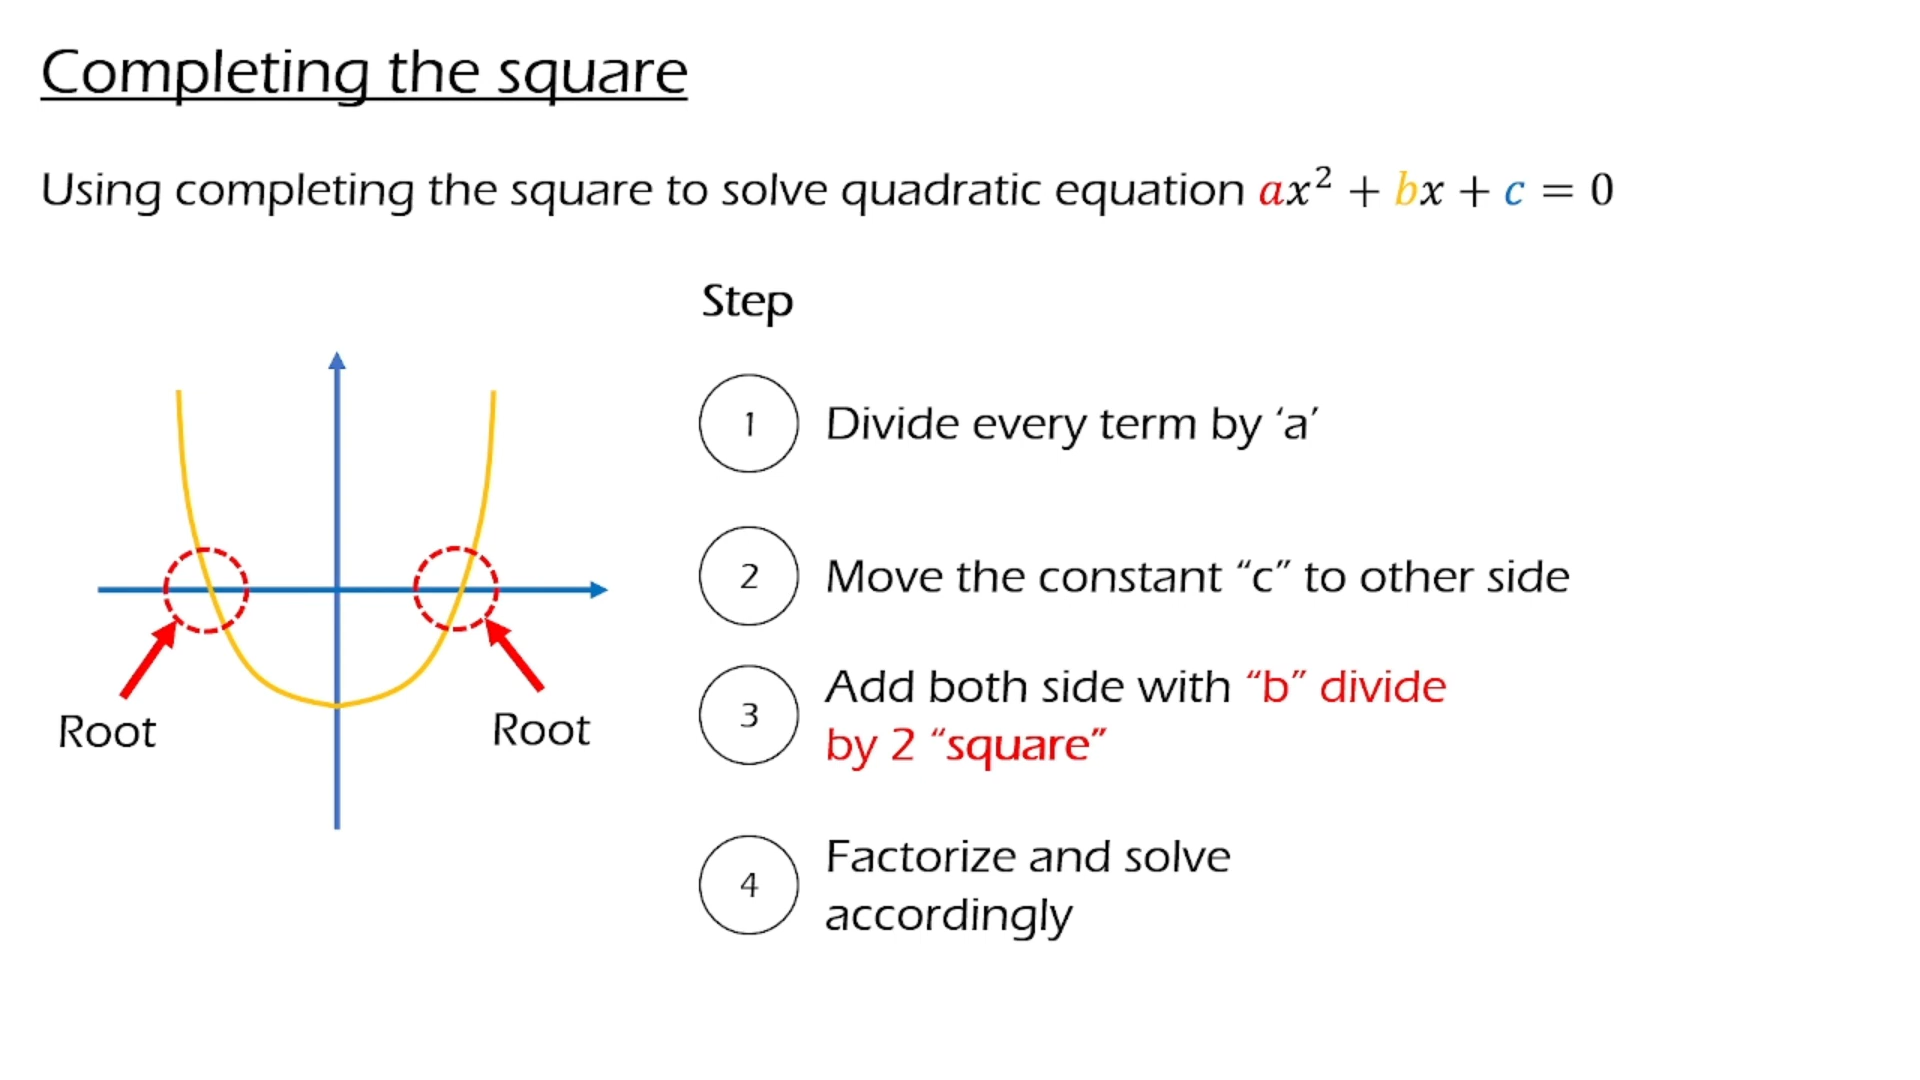 Completing the square
Using completing the square to solve quadratic equation ax² + bx + c = 0
Step
1 Divide every term by ‘a’
2 Move the constant “c” to other side
3 Add both side with “b” divide
by 2 “square”
4 Factorize and solve
accordingly
Root
Root